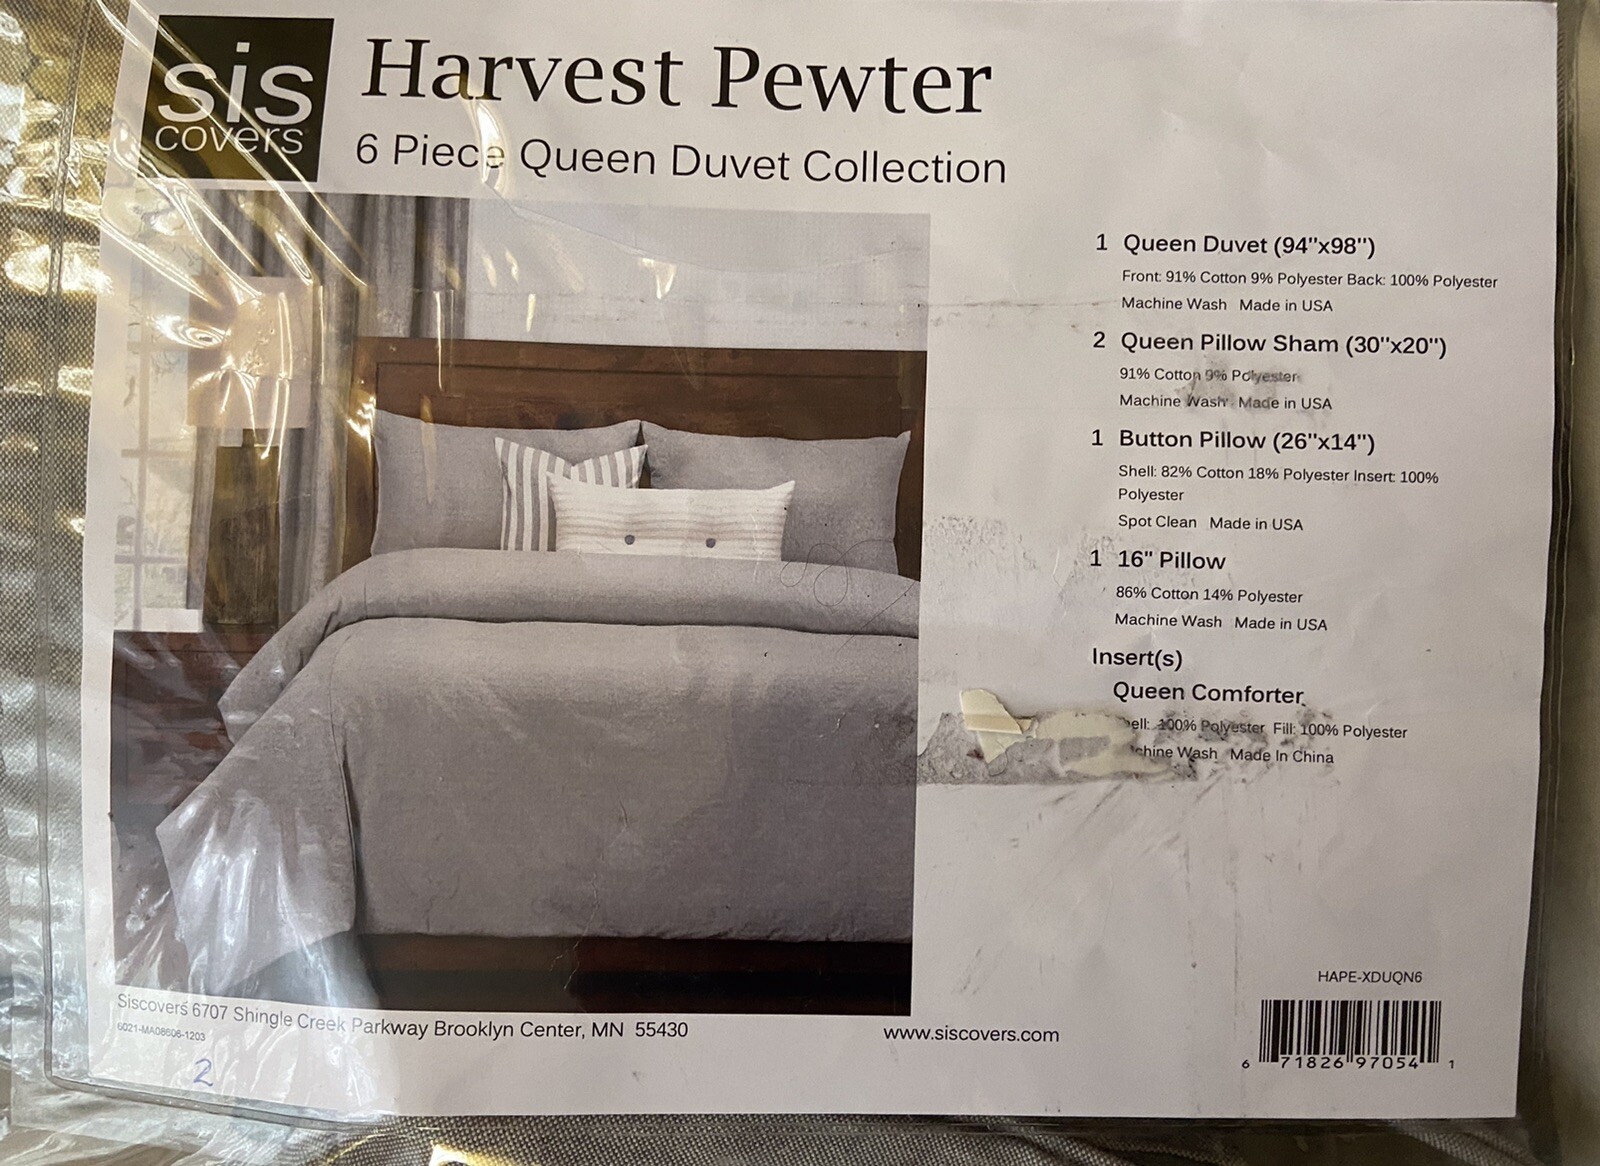 sis
covers
Harvest Pewter
6 Piece Queen Duvet Collection
1 Queen Duvet (94"x98")
Front: 91% Cotton 9% Polyester Back: 100% Polyester
Machine Wash Made in USA
2 Queen Pillow Sham (30"x20")
91% Cotton 9% Polyester
Machine Wash Made in USA
1 Button Pillow (26"x14")
Shell: 82% Cotton 18% Polyester Insert: 100%
Polyester
Spot Clean Made in USA
1 16" Pillow
86% Cotton 14% Polyester
Machine Wash Made in USA
Insert(s)
Queen Comforter
ell: 100% Polyester Fill: 100% Polyester
chine Wash Made In China
HAPE-XDUQN6
6 71826 97054 1
Siscovers 6707 Shingle Creek Parkway Brooklyn Center, MN 55430
www.siscovers.com
6021-MA08606-1203
2